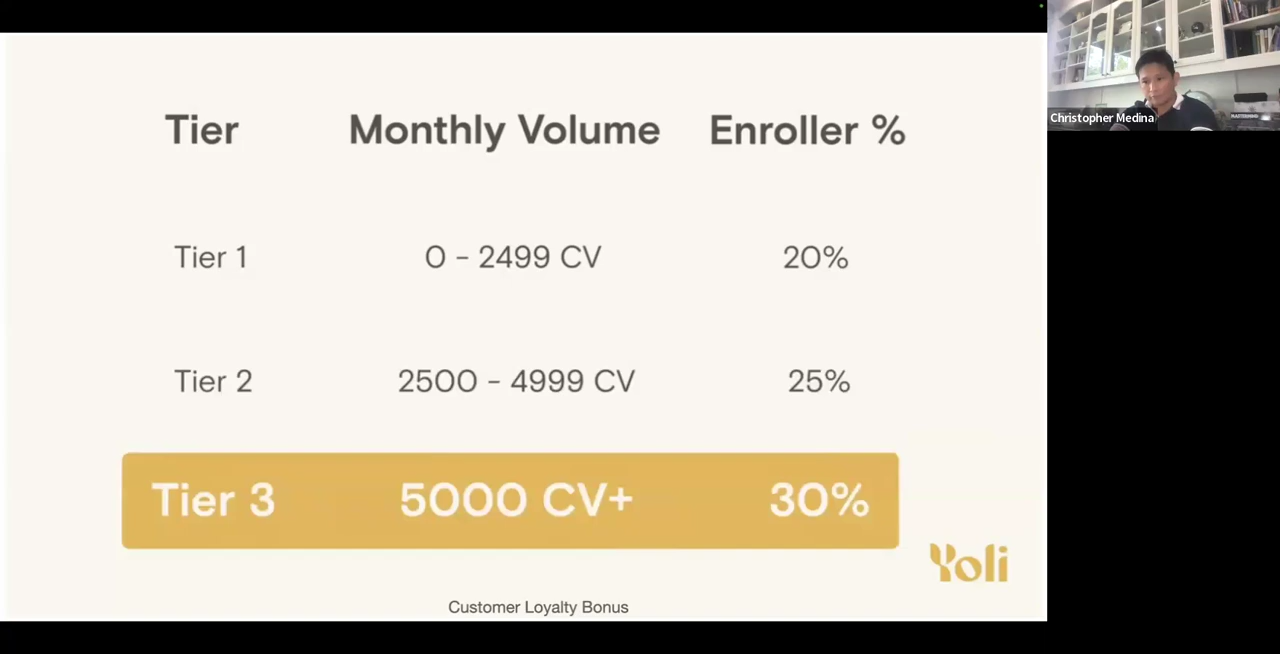 Tier Monthly Volume Enroller %
Tier 1 0 - 2499 CV 20%
Tier 2 2500 - 4999 CV 25%
Tier 3 5000 CV+ 30%
Yoli
Customer Loyalty Bonus
Christopher Medina